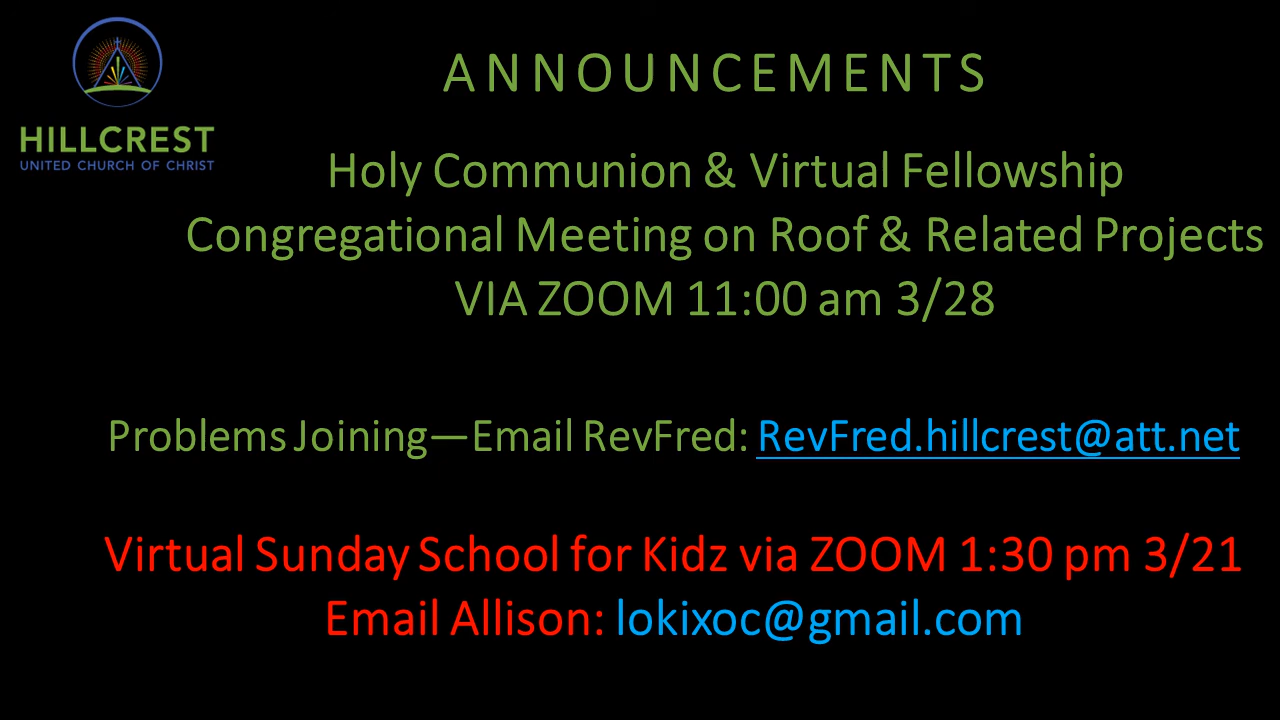 HILLCREST
UNITED CHURCH OF CHRIST
ANNOUNCEMENTS
Holy Communion & Virtual Fellowship
Congregational Meeting on Roof & Related Projects
VIA ZOOM 11:00 am 3/28
Problems Joining—Email RevFred: RevFred.hillcrest@att.net
Virtual Sunday School for Kidz via ZOOM 1:30 pm 3/21
Email Allison: lokixoc@gmail.com